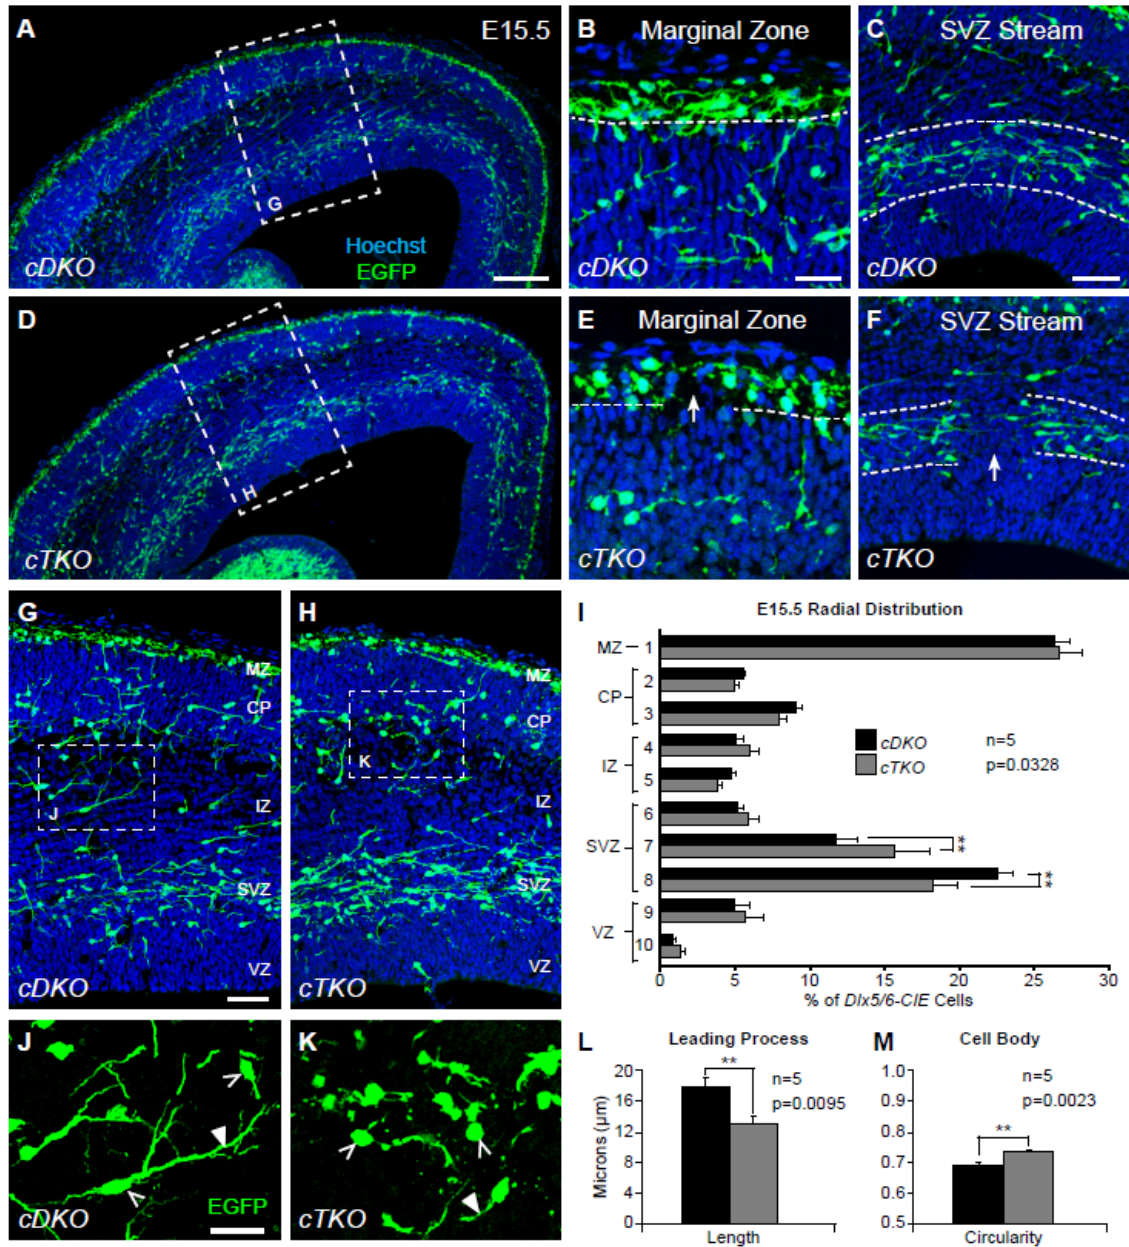 A
E15.5
G
Hoechst
EGFP
cDKO
B
Marginal Zone
cDKO
C
SVZ Stream
cDKO
D
H
cTKO
E
Marginal Zone
cTKO
F
SVZ Stream
cTKO
G
MZ
CP
J
IZ
SVZ
VZ
cDKO
H
MZ
CP
K
IZ
SVZ
VZ
cTKO
I
E15.5 Radial Distribution
MZ
1
CP
2
3
IZ
4
5
SVZ
6
7
8
VZ
9
10
cDKO n=5
cTKO p=0.0328
**
**
0 5 10 15 20 25 30
% of Dlx5/6-CIE Cells
J
cDKO
EGFP
K
cTKO
L
Leading Process
**
n=5
p=0.0095
Microns (µm)
20
16
12
8
4
0
Length
M
Cell Body
n=5
p=0.0023
**
1.0
0.9
0.8
0.7
0.6
0.5
Circularity